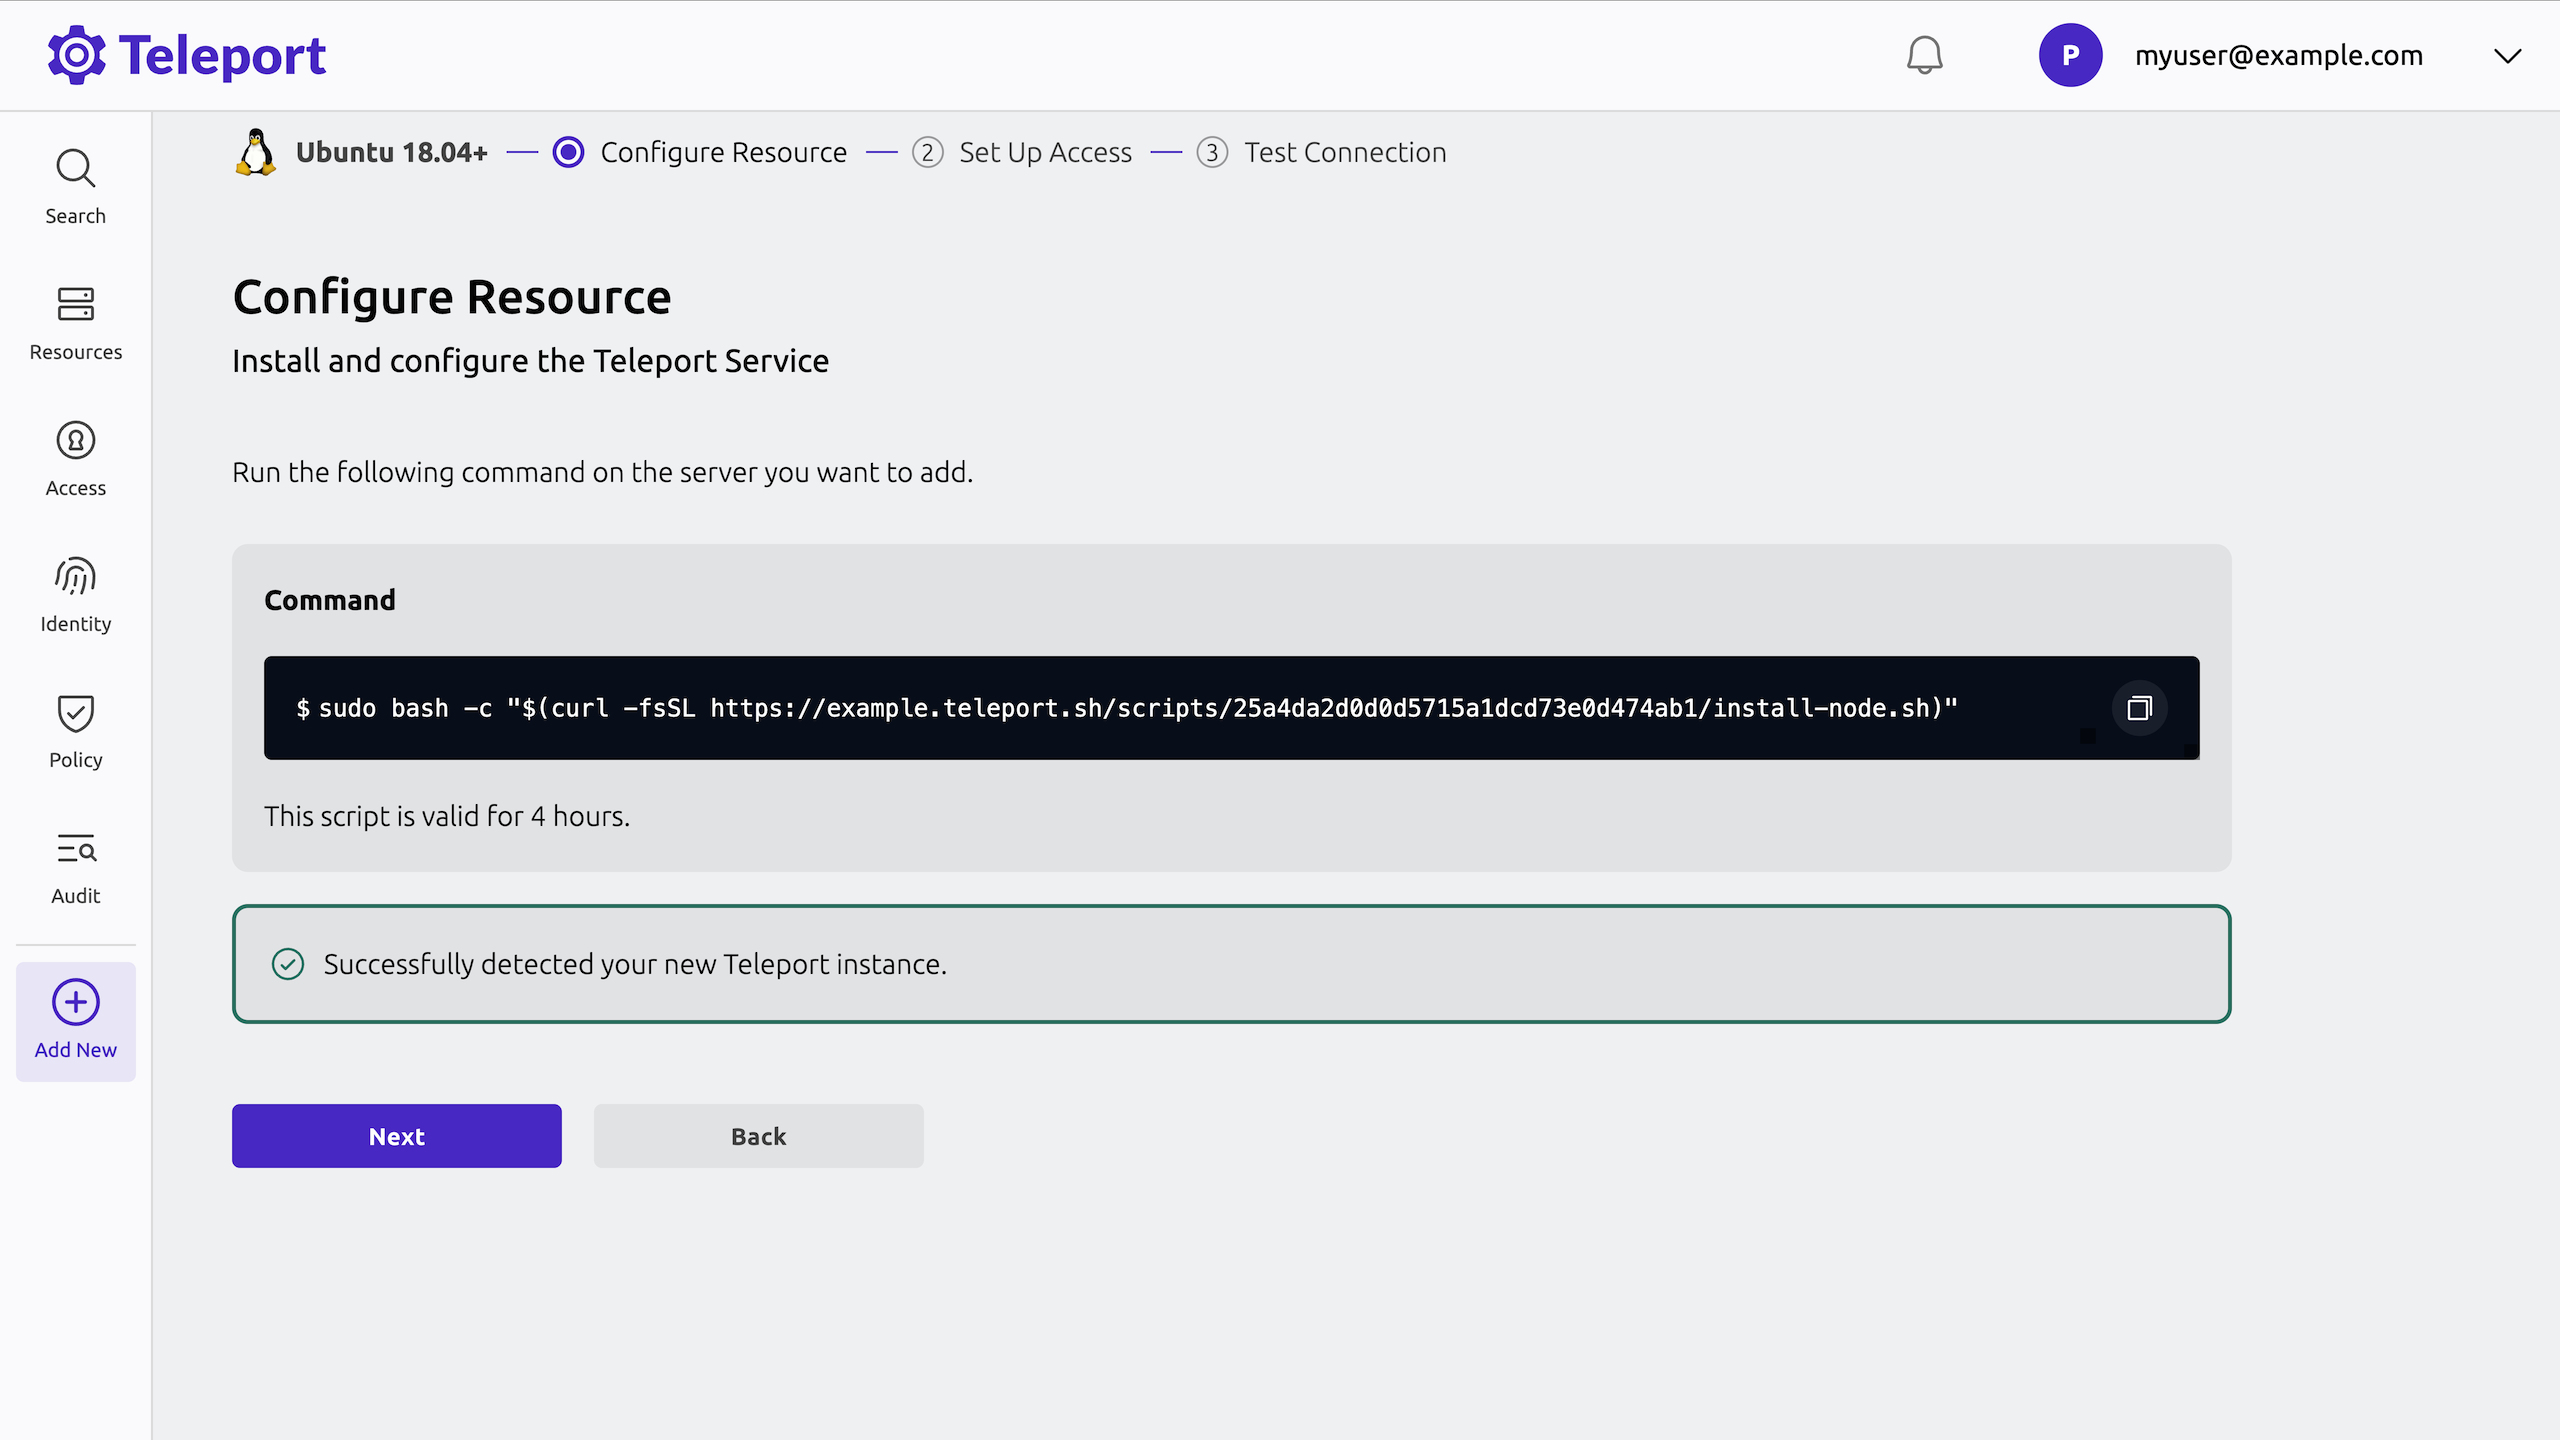 Teleport
P
myuser@example.com
Search
Resources
Access
Identity
Policy
Audit
Add New
Ubuntu 18.04+ Configure Resource 2 Set Up Access 3 Test Connection
Configure Resource
Install and configure the Teleport Service
Run the following command on the server you want to add.
Command
$ sudo bash -c "$(curl -fsSL https://example.teleport.sh/scripts/25a4da2d0d0d5715a1dcd73e0d474ab1/install-node.sh)"
This script is valid for 4 hours.
Successfully detected your new Teleport instance.
Next
Back